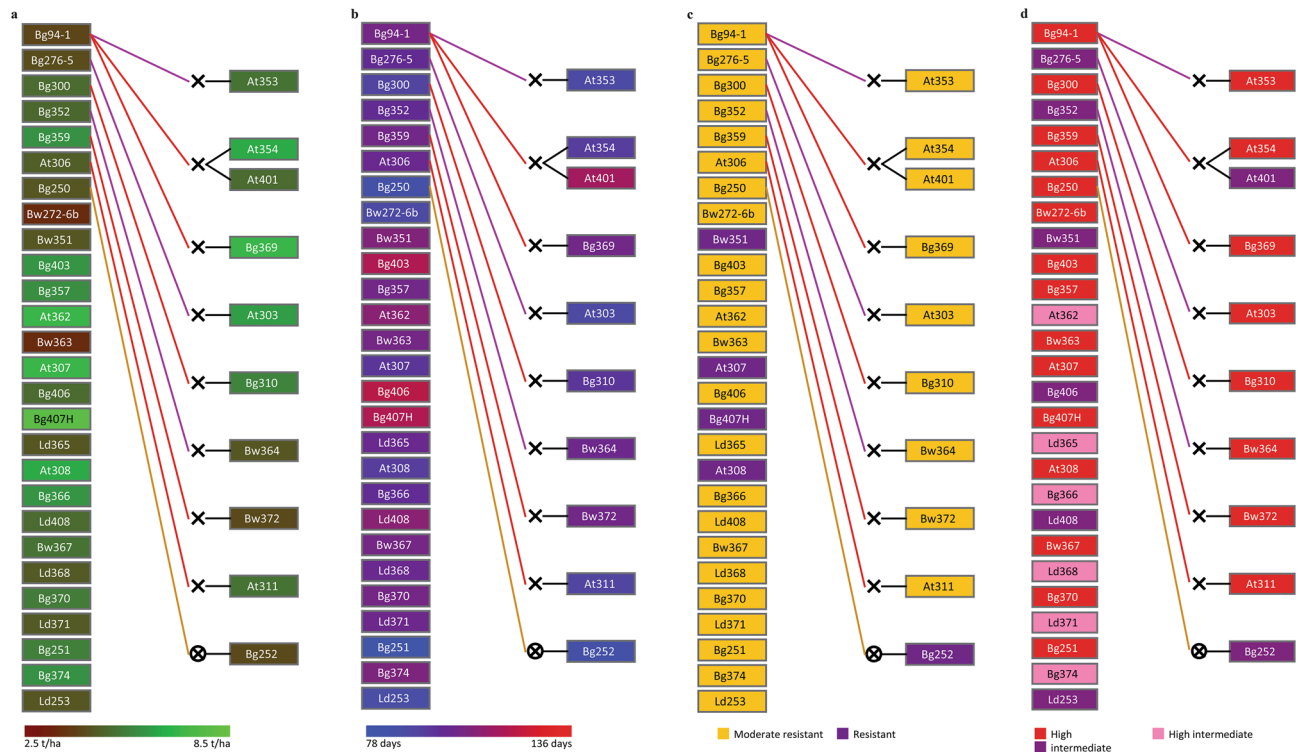 a
Bg94-1
Bg276-5
Bg300
Bg352
Bg359
At306
Bg250
Bw272-6b
Bw351
Bg403
Bg357
At362
Bw363
At307
Bg406
Bg407H
Ld365
At308
Bg366
Ld408
Bw367
Ld368
Bg370
Ld371
Bg251
Bg374
Ld253
At353
At354
At401
Bg369
At303
Bg310
Bw364
Bw372
At311
Bg252
2.5 t/ha 8.5 t/ha
b
Bg94-1
Bg276-5
Bg300
Bg352
Bg359
At306
Bg250
Bw272-6b
Bw351
Bg403
Bg357
At362
Bw363
At307
Bg406
Bg407H
Ld365
At308
Bg366
Ld408
Bw367
Ld368
Bg370
Ld371
Bg251
Bg374
Ld253
At353
At354
At401
Bg369
At303
Bg310
Bw364
Bw372
At311
Bg252
78 days 136 days
c
Bg94-1
Bg276-5
Bg300
Bg352
Bg359
At306
Bg250
Bw272-6b
Bw351
Bg403
Bg357
At362
Bw363
At307
Bg406
Bg407H
Ld365
At308
Bg366
Ld408
Bw367
Ld368
Bg370
Ld371
Bg251
Bg374
Ld253
At353
At354
At401
Bg369
At303
Bg310
Bw364
Bw372
At311
Bg252
Moderate resistant Resistant
d
Bg94-1
Bg276-5
Bg300
Bg352
Bg359
At306
Bg250
Bw272-6b
Bw351
Bg403
Bg357
At362
Bw363
At307
Bg406
Bg407H
Ld365
At308
Bg366
Ld408
Bw367
Ld368
Bg370
Ld371
Bg251
Bg374
Ld253
At353
At354
At401
Bg369
At303
Bg310
Bw364
Bw372
At311
Bg252
High High intermediate
intermediate